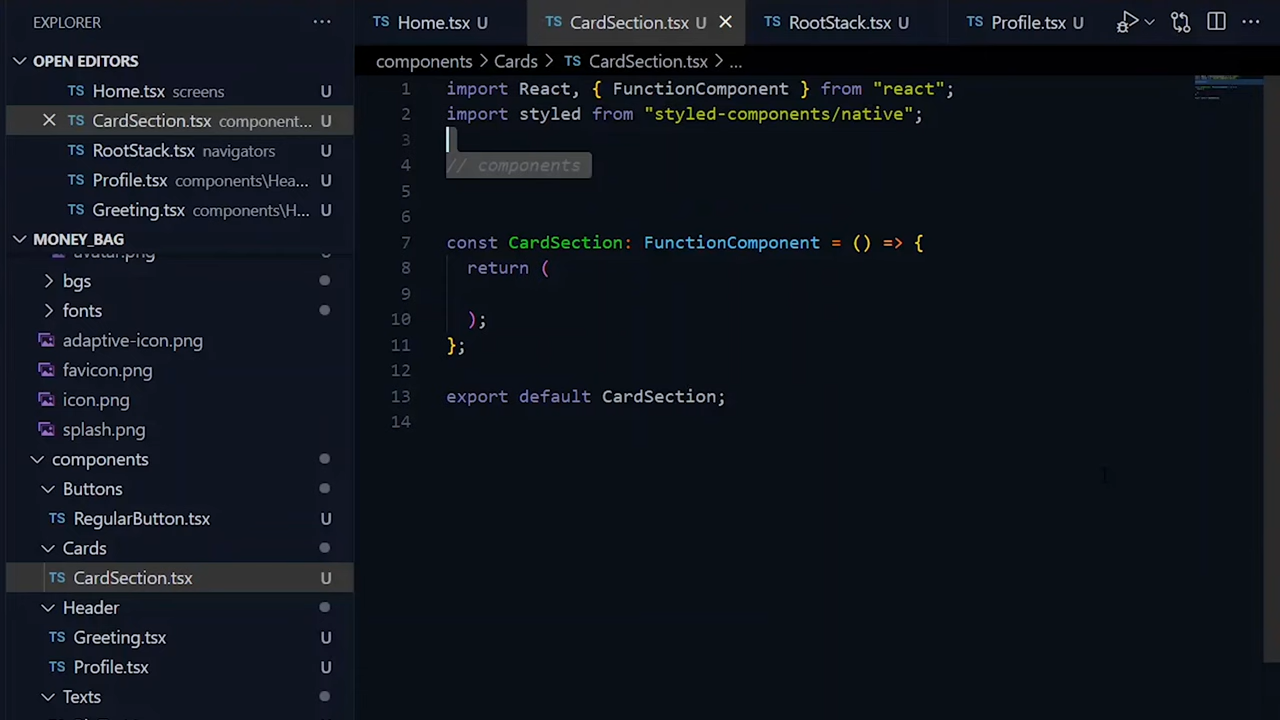 EXPLORER
OPEN EDITORS
TS Home.tsx screens U
TS CardSection.tsx component... U
TS RootStack.tsx navigators U
TS Profile.tsx components\Hea... U
TS Greeting.tsx components\H... U
MONEY_BAG
avatar.png
bgs
fonts
adaptive-icon.png
favicon.png
icon.png
splash.png
components
Buttons
TS RegularButton.tsx U
Cards
TS CardSection.tsx U
Header
TS Greeting.tsx U
TS Profile.tsx U
Texts
TS Home.tsx U
TS CardSection.tsx U
TS RootStack.tsx U
TS Profile.tsx U
components > Cards > TS CardSection.tsx > ...
1 import React, { FunctionComponent } from "react";
2 import styled from "styled-components/native";
3
4 // components
5
6
7 const CardSection: FunctionComponent = () => {
8 return (
9
10 );
11 };
12
13 export default CardSection;
14